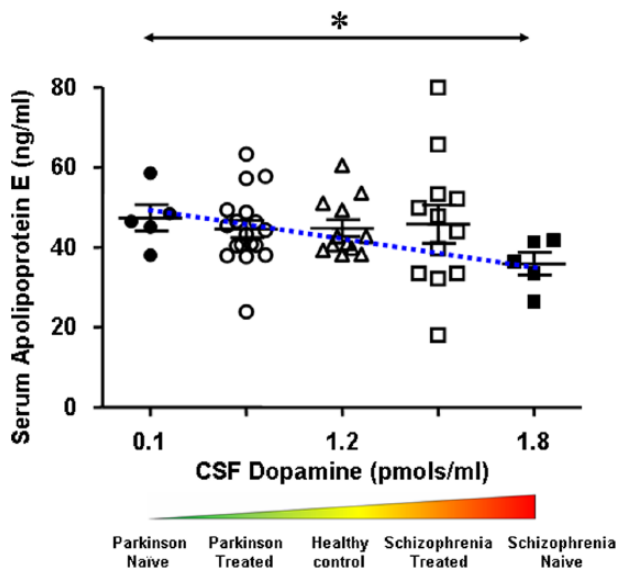 *
Serum Apolipoprotein E (ng/ml)
80
60
40
20
0
0.1
1.2
1.8
CSF Dopamine (pmols/ml)
Parkinson
Naïve
Parkinson
Treated
Healthy
control
Schizophrenia
Treated
Schizophrenia
Naive